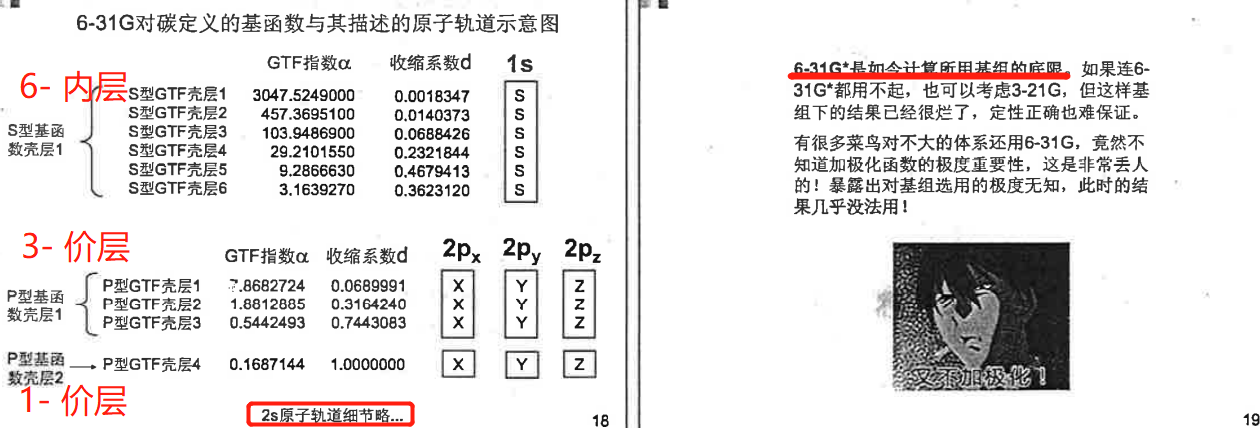 6-31G对碳定义的基函数与其描述的原子轨道示意图
GTF指数α 收缩系数d 1s
6- 内层
S型基函
数壳层1
S型GTF壳层1 3047.5249000 0.0018347 S
S型GTF壳层2 457.3695100 0.0140373 S
S型GTF壳层3 103.9486900 0.0688426 S
S型GTF壳层4 29.2101550 0.2321844 S
S型GTF壳层5 9.2866630 0.4679413 S
S型GTF壳层6 3.1639270 0.3623120 S
3- 价层
GTF指数α 收缩系数d 2px 2py 2pz
P型基函
数壳层1
P型GTF壳层1 7.8682724 0.0689991 X Y Z
P型GTF壳层2 1.8812885 0.3164240 X Y Z
P型GTF壳层3 0.5442493 0.7443083 X Y Z
P型基函
数壳层2
P型GTF壳层4 0.1687144 1.0000000 X Y Z
1- 价层
2s原子轨道细节略...
18
6-31G*是如今计算所用基组的底限。如果连6-
31G*都用不起，也可以考虑3-21G，但这样基
组下的结果已经很烂了，定性正确也难保证。
有很多菜鸟对不大的体系还用6-31G，竟然不
知道加极化函数的极度重要性，这是非常丢人
的！暴露出对基组选用的极度无知，此时的结
果几乎没法用！
又不加极化！
19